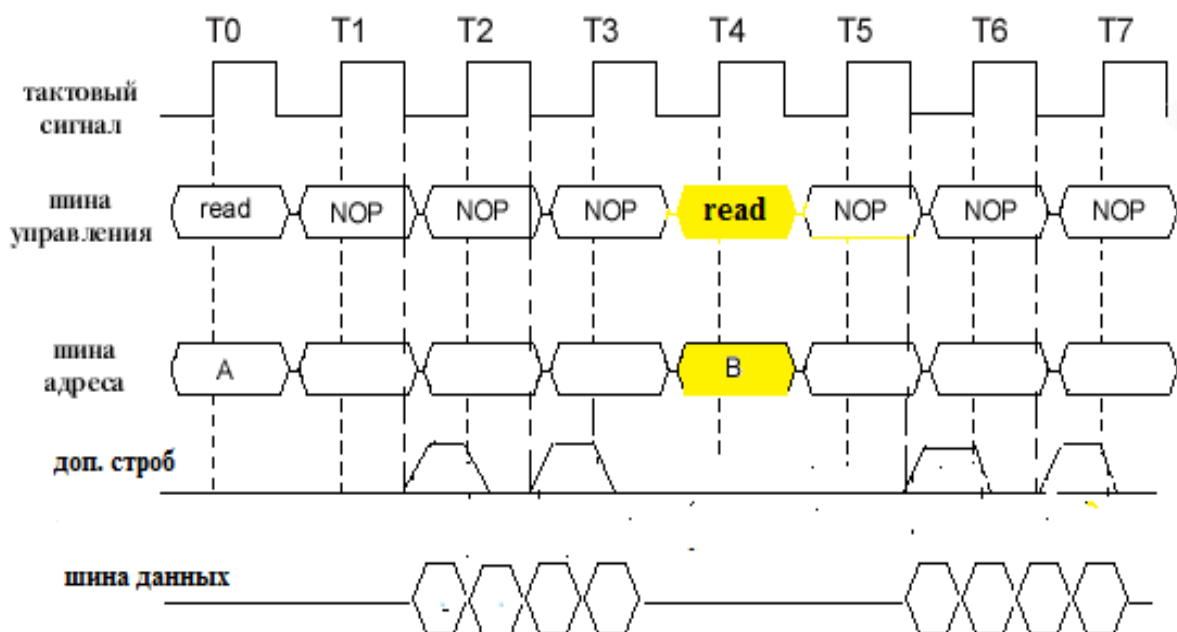 T0 T1 T2 T3 T4 T5 T6 T7
тактовый
сигнал
шина
управления
read NOP NOP NOP read NOP NOP NOP
шина
адреса
A B
доп. строб
шина данных